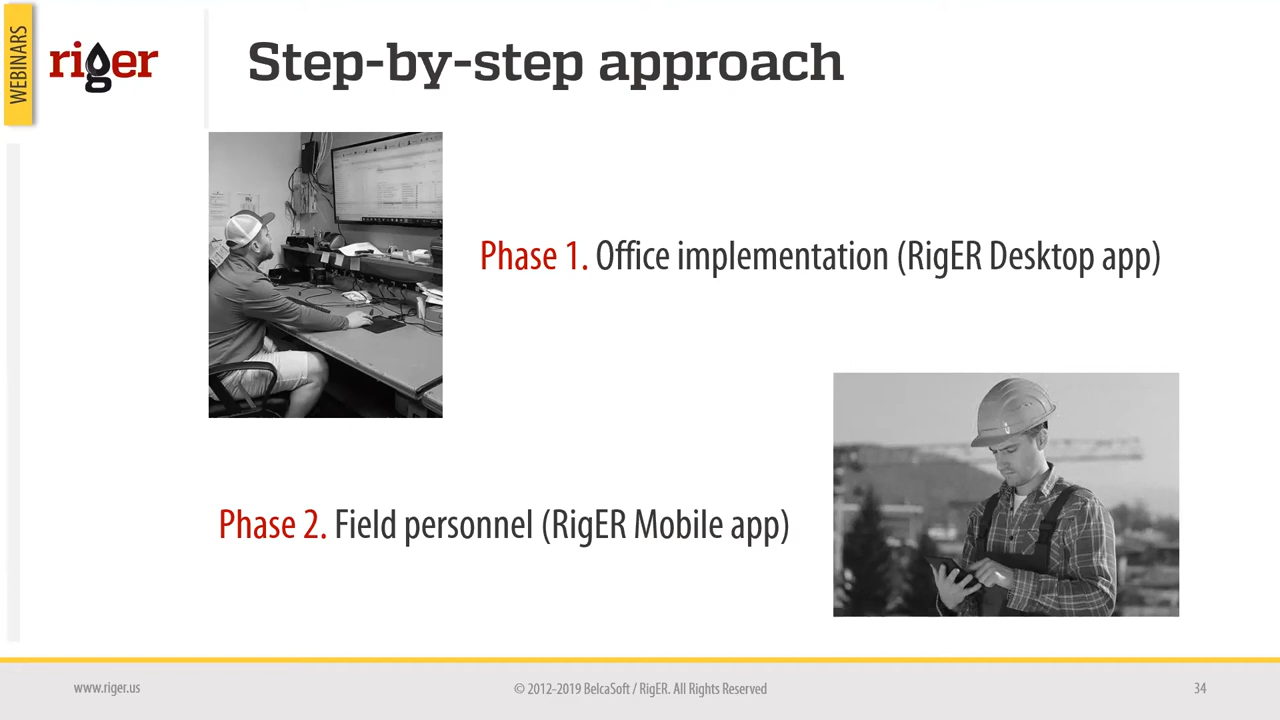 WEBINARS
riger
Step-by-step approach
Phase 1. Office implementation (RigER Desktop app)
Phase 2. Field personnel (RigER Mobile app)
www.riger.us
© 2012-2019 BelcaSoft / RigER. All Rights Reserved
34